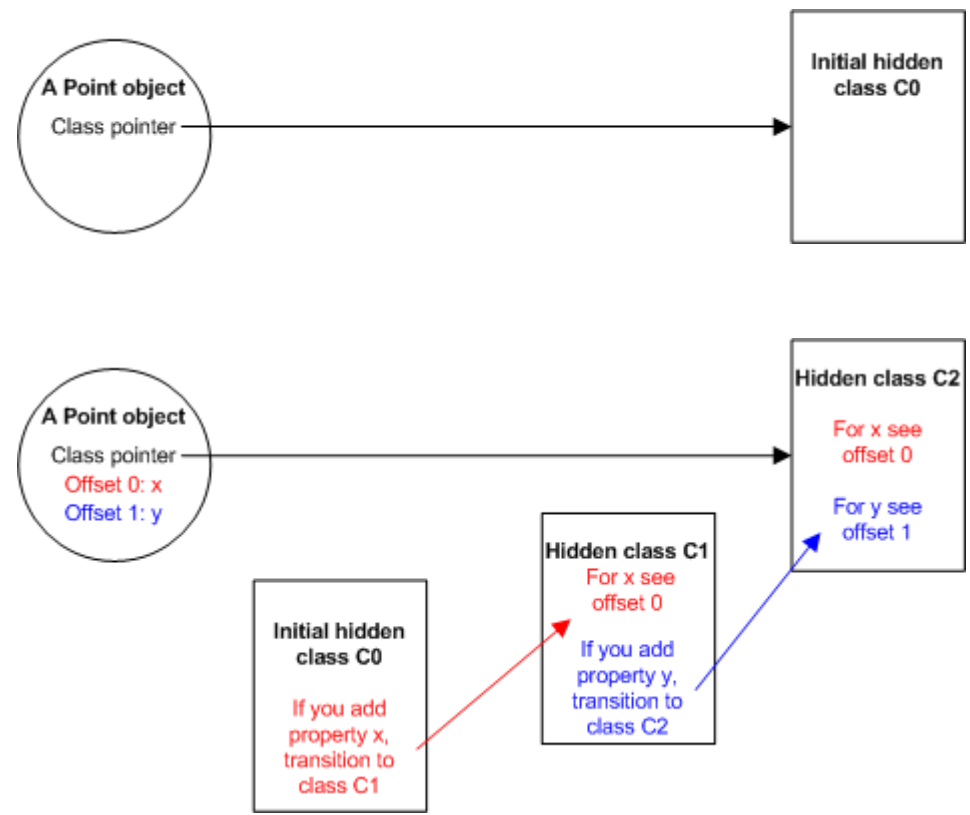 A Point object
Class pointer
Initial hidden
class C0
A Point object
Class pointer
Offset 0: x
Offset 1: y
Hidden class C2
For x see
offset 0
For y see
offset 1
Hidden class C1
For x see
offset 0
If you add
property y,
transition to
class C2
Initial hidden
class C0
If you add
property x,
transition to
class C1